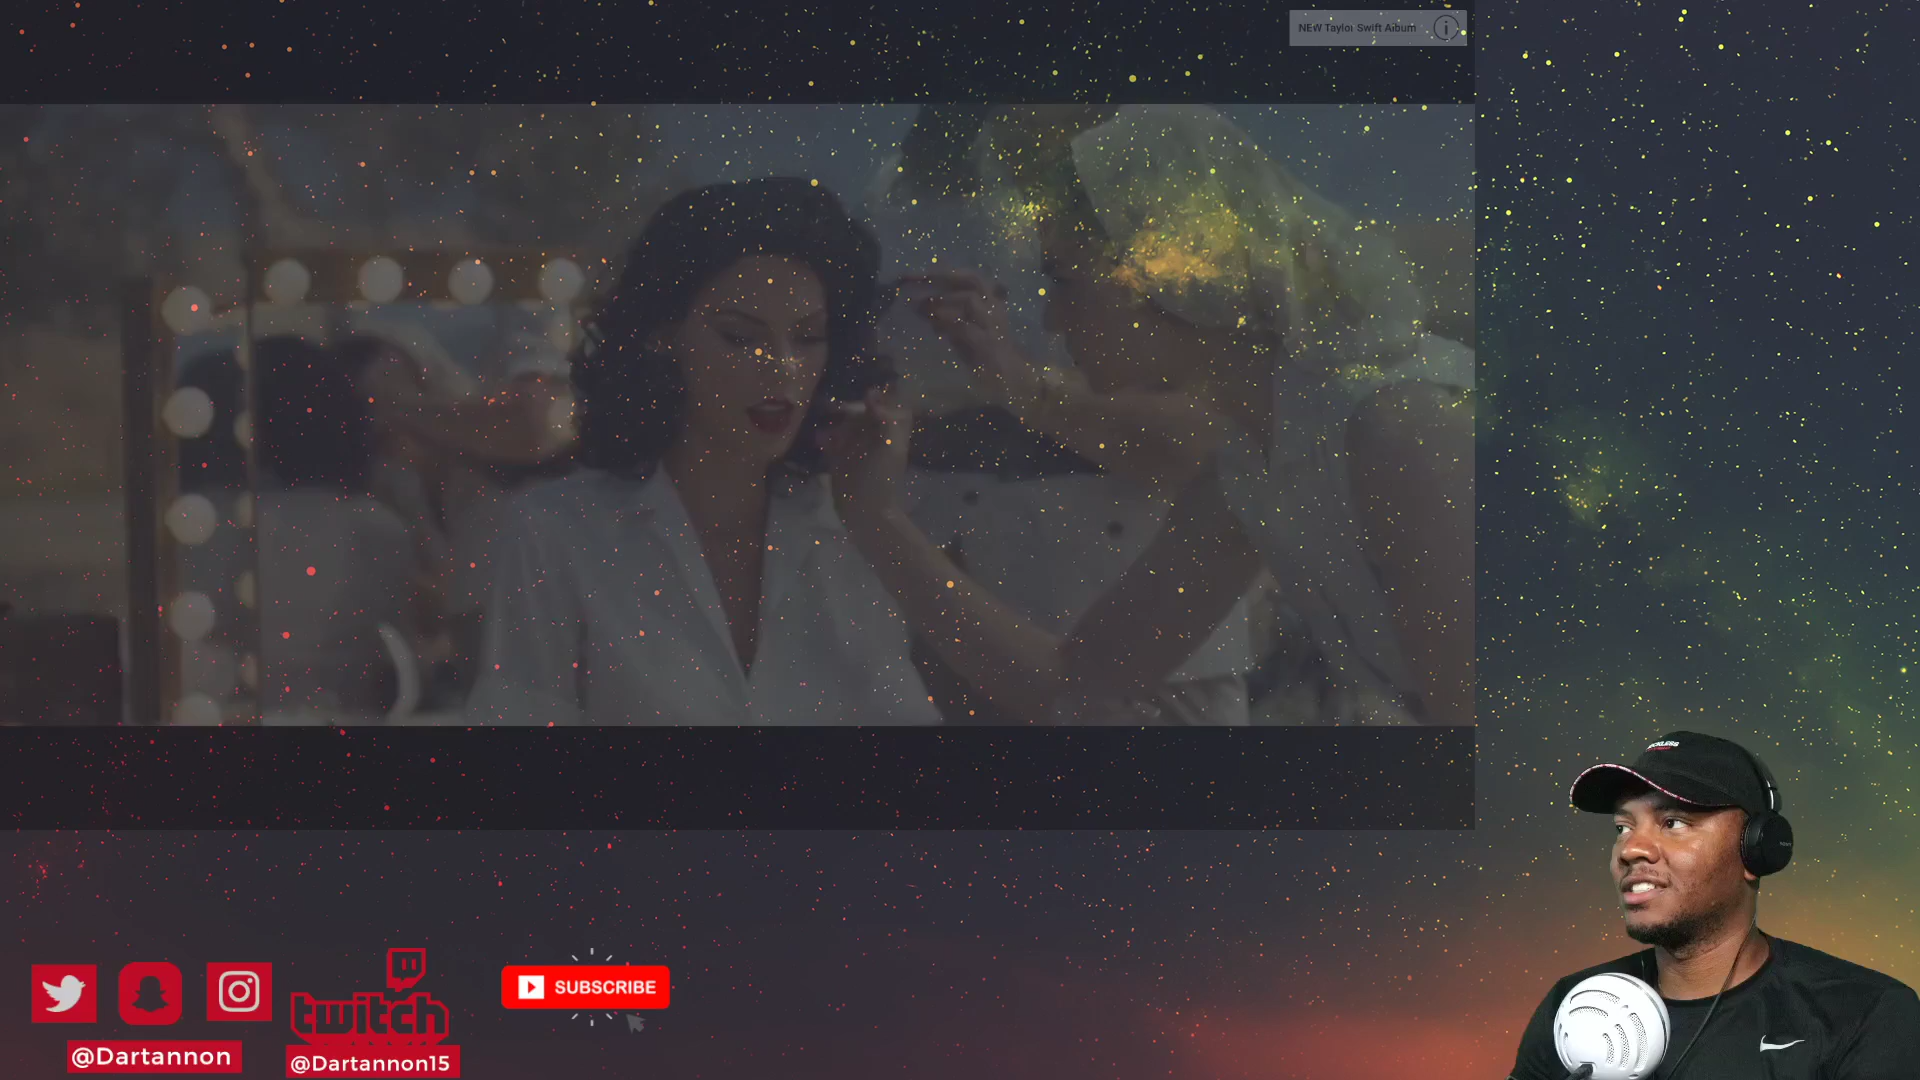 NEW Taylor Swift Album
twitch
SUBSCRIBE
@Dartannon
@Dartannon15